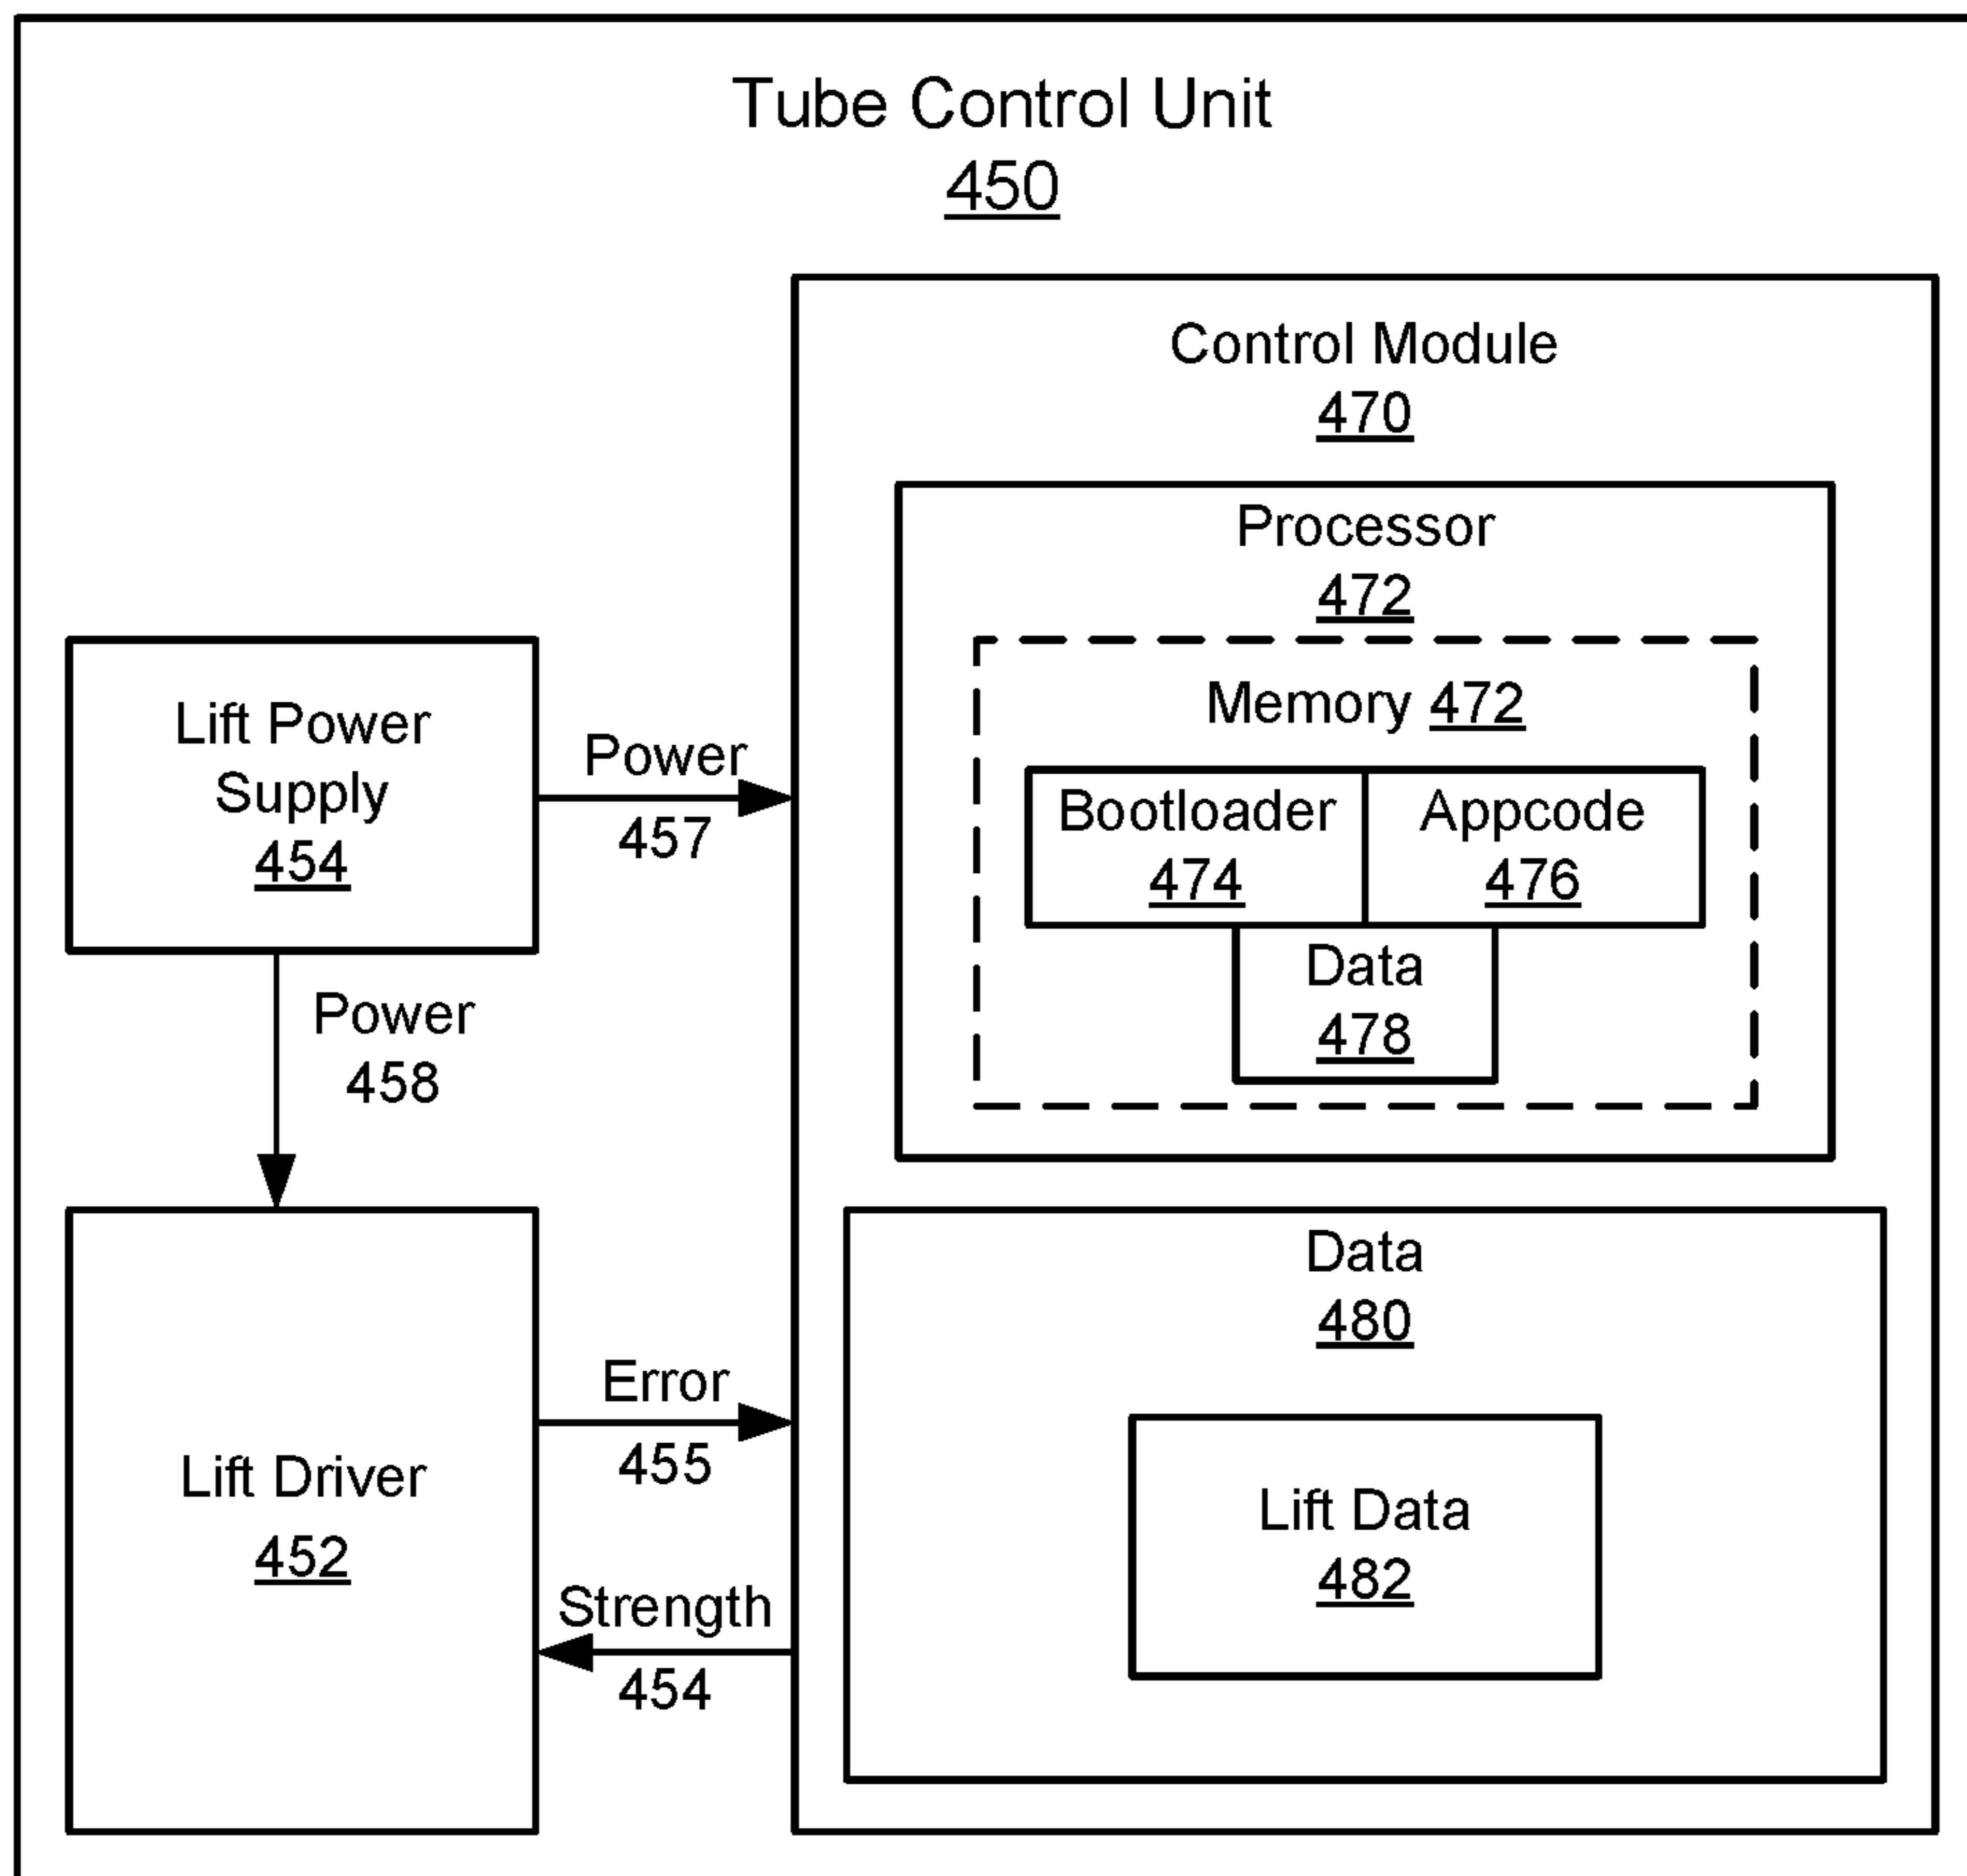 Tube Control Unit
450
Control Module
470
Processor
472
Memory 472
Bootloader
474
Appcode
476
Data
478
Lift Power
Supply
454
Power
457
Power
458
Lift Driver
452
Error
455
Strength
454
Data
480
Lift Data
482